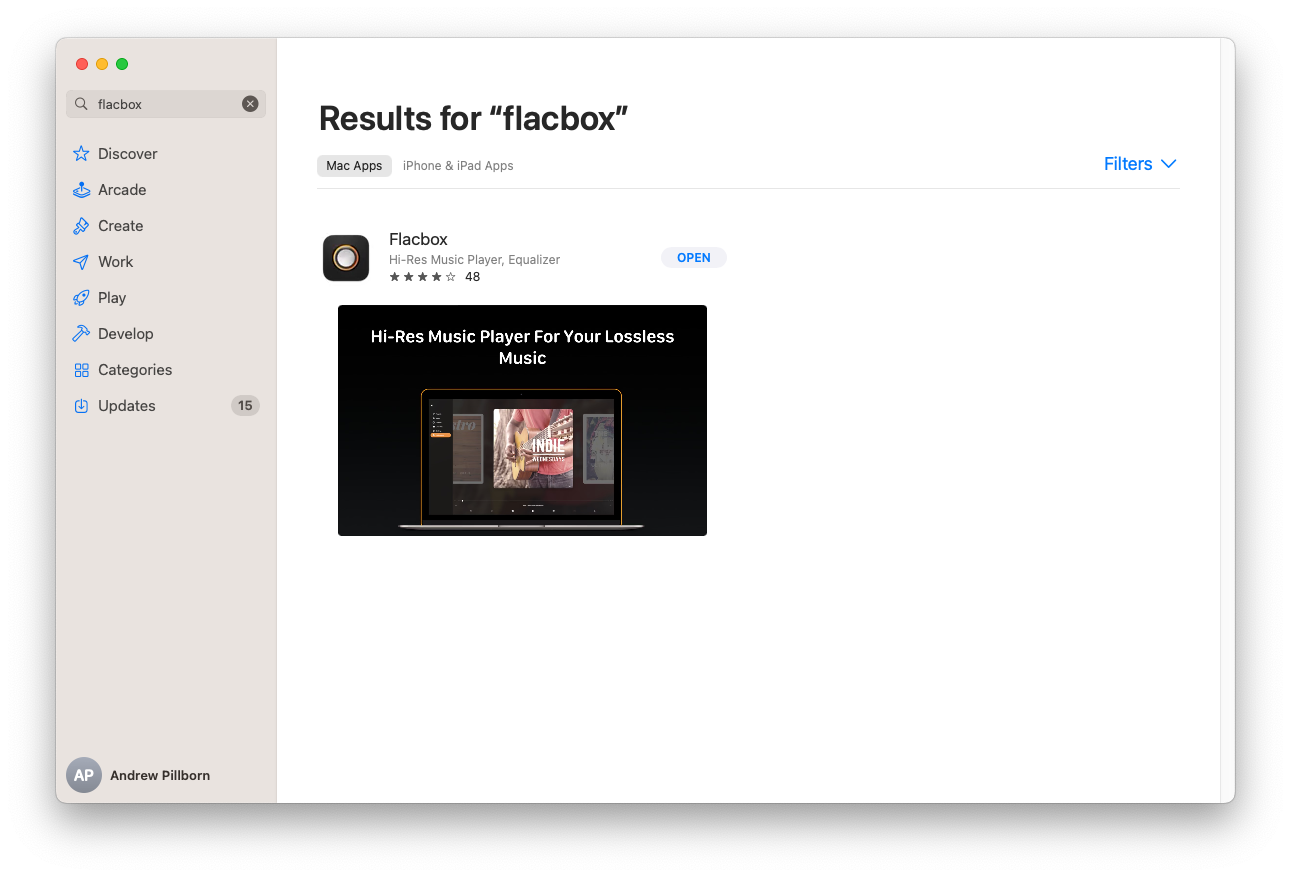 flacbox
Discover
Arcade
Create
Work
Play
Develop
Categories
Updates 15
AP Andrew Pillborn
Results for “flacbox”
Mac Apps iPhone & iPad Apps Filters
Flacbox
Hi-Res Music Player, Equalizer
48
OPEN
Hi-Res Music Player For Your Lossless
Music
INDIE
WEDNESDAYS